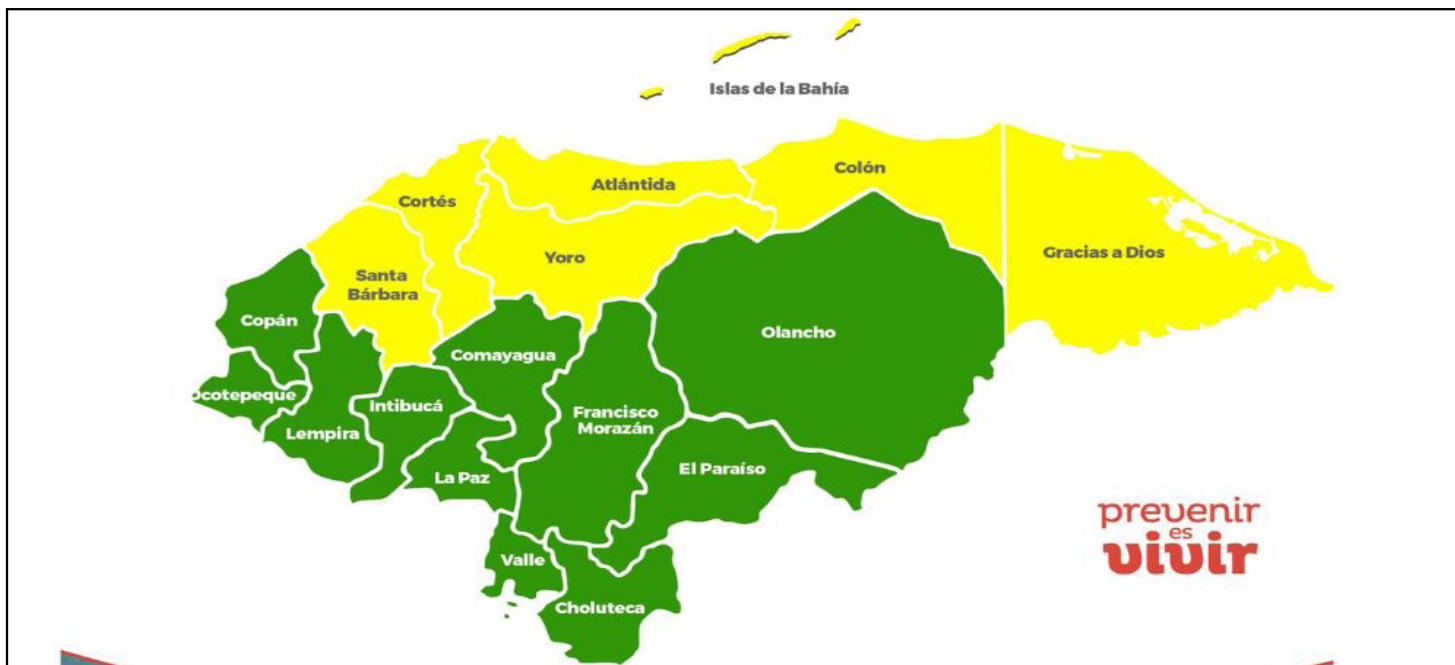 Islas de la Bahía
Colón
Atlántida
Cortés
Gracias a Dios
Yoro
Santa
Bárbara
Copán
Olancho
Comayagua
Ocotepeque
Intibucá
Francisco
Morazán
Lempira
El Paraíso
La Paz
prevenir
es
vivir
Valle
Choluteca